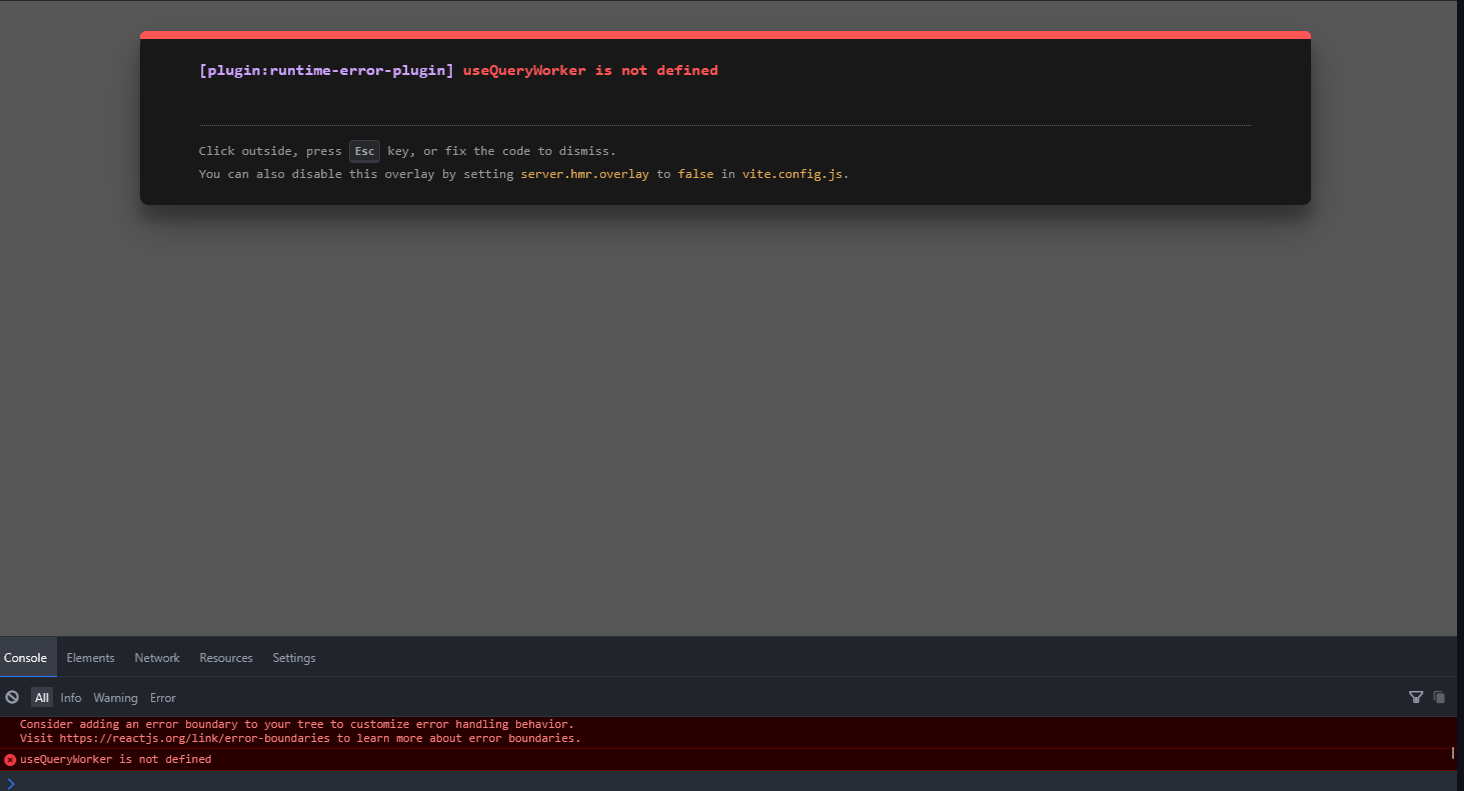 [plugin:runtime-error-plugin] useQueryWorker is not defined
Click outside, press Esc key, or fix the code to dismiss.
You can also disable this overlay by setting server.hmr.overlay to false in vite.config.js.
Console Elements Network Resources Settings
All Info Warning Error
Consider adding an error boundary to your tree to customize error handling behavior.
Visit https://reactjs.org/link/error-boundaries to learn more about error boundaries.
useQueryWorker is not defined